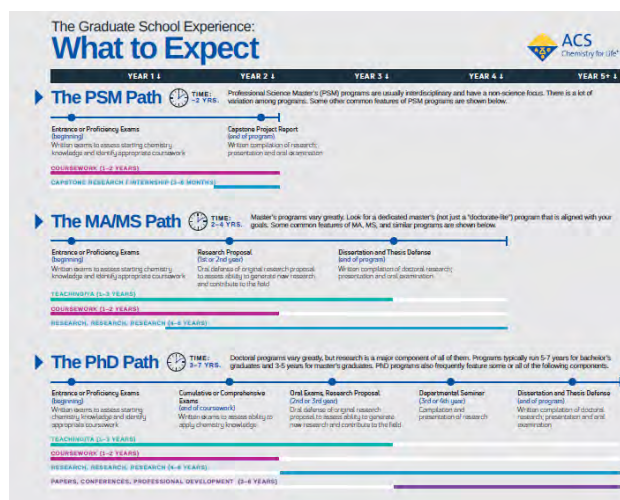 The Graduate School Experience:
What to Expect
ACS
Chemistry for Life®
YEAR 1 ↓ YEAR 2 ↓ YEAR 3 ↓ YEAR 4 ↓ YEAR 5+ ↓
The PSM Path
TIME:
~2 YRS.
Professional Science Master's (PSM) programs are usually interdisciplinary and have a non-science focus. There is a lot of
variation among programs. Some other common features of PSM programs are shown below.
Entrance or Proficiency Exams
(beginning)
Written exams to assess starting chemistry
knowledge and identify appropriate coursework
Capstone Project Report
(end of program)
Written compilation of research;
presentation and oral examination
COURSEWORK (1–2 YEARS)
CAPSTONE RESEARCH / INTERNSHIP (3–6 MONTHS)
The MA/MS Path
TIME:
2–4 YRS.
Master's programs vary greatly. Look for a dedicated master's (not just a "doctorate-lite") program that is aligned with your
goals. Some common features of MA, MS, and similar programs are shown below.
Entrance or Proficiency Exams
(beginning)
Written exams to assess starting chemistry
knowledge and identify appropriate coursework
Research Proposal
(1st or 2nd year)
Oral defense of original research proposal
to assess ability to generate new research
and contribute to the field
Dissertation and Thesis Defense
(end of program)
Written compilation of doctoral research;
presentation and oral examination
TEACHING/TA (1–3 YEARS)
COURSEWORK (1–2 YEARS)
RESEARCH, RESEARCH, RESEARCH (4–6 YEARS)
The PhD Path
TIME:
3–7 YRS.
Doctoral programs vary greatly, but research is a major component of all of them. Programs typically run 5-7 years for bachelor's
graduates and 3-5 years for master's graduates. PhD programs also frequently feature some or all of the following components.
Entrance or Proficiency Exams
(beginning)
Written exams to assess starting
chemistry knowledge and identify
appropriate coursework
Cumulative or Comprehensive
Exams
(end of coursework)
Written exams to assess ability to
apply chemistry knowledge
Oral Exams, Research Proposal
(2nd or 3rd year)
Oral defense of original research
proposal to assess ability to generate
new research and contribute to the field
Departmental Seminar
(3rd or 4th year)
Compilation and
presentation of research
Dissertation and Thesis Defense
(end of program)
Written compilation of doctoral
research; presentation and oral
examination
TEACHING/TA (1–3 YEARS)
COURSEWORK (1–2 YEARS)
RESEARCH, RESEARCH, RESEARCH (4–6 YEARS)
PAPERS, CONFERENCES, PROFESSIONAL DEVELOPMENT (3–6 YEARS)